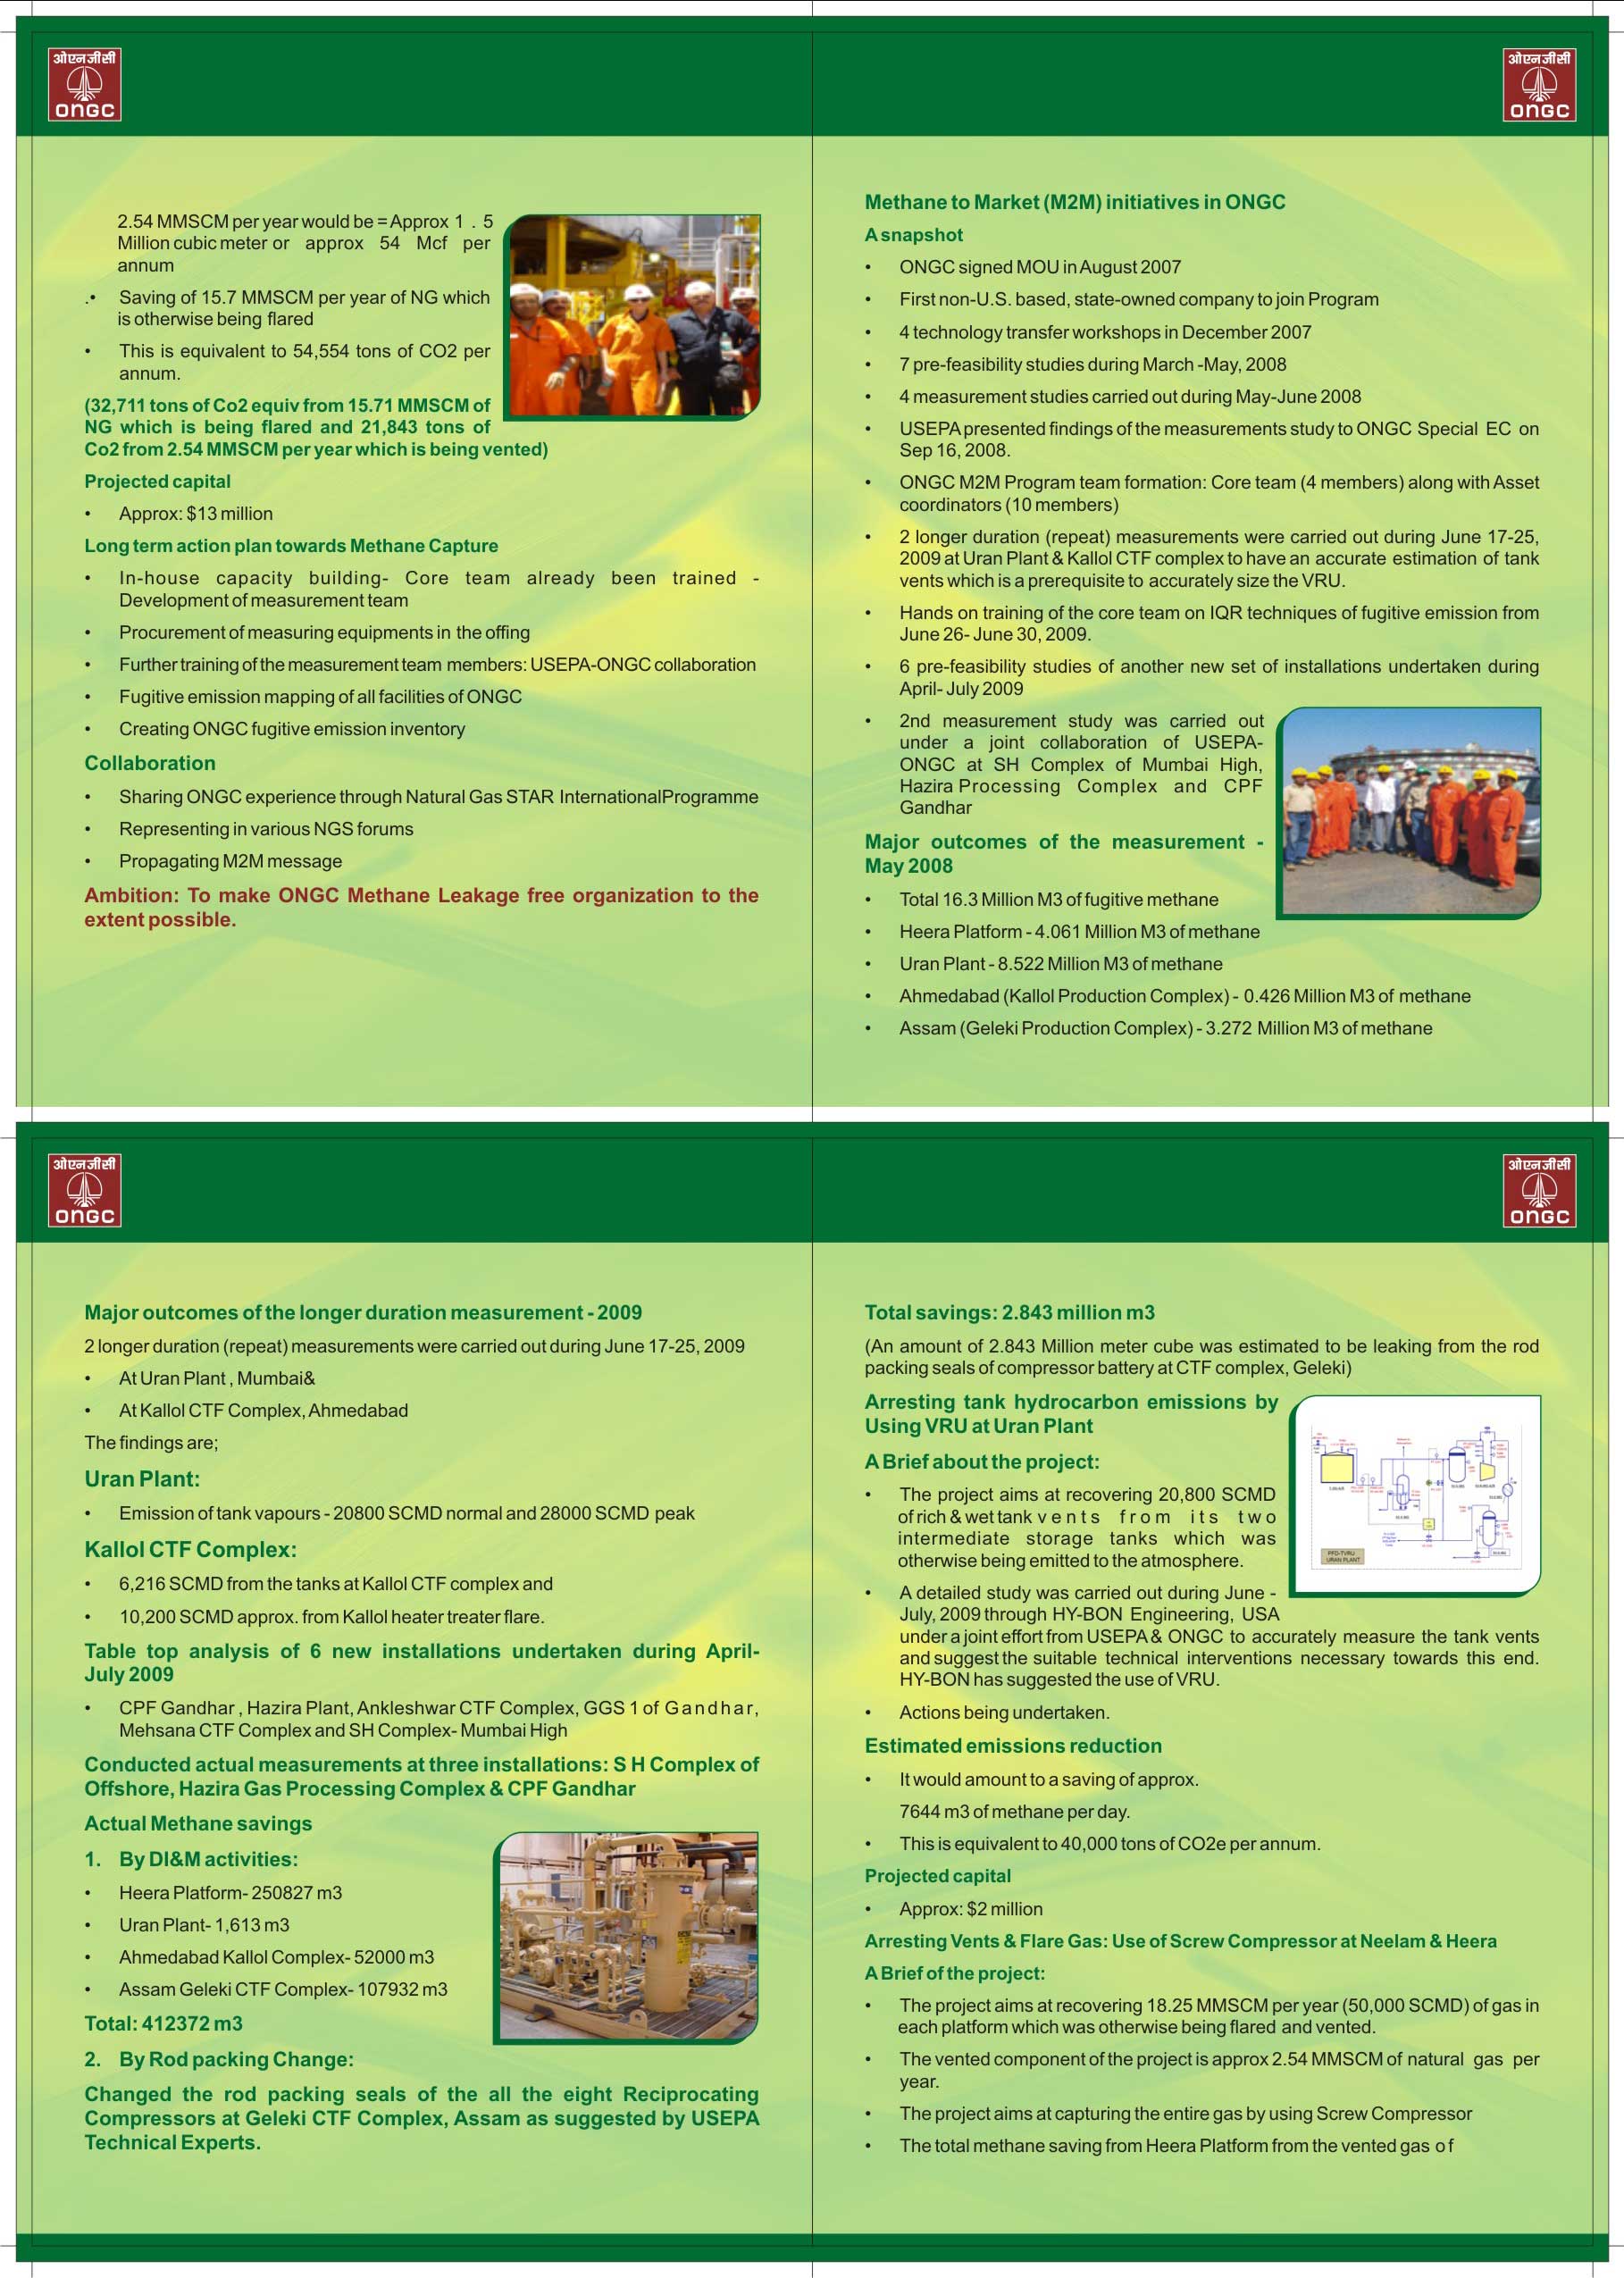 ओएनजीसी
ongc
ओएनजीसी
ongc
2.54 MMSCM per year would be = Approx 1 . 5
Million cubic meter or approx 54 Mcf per
annum
.• Saving of 15.7 MMSCM per year of NG which
is otherwise being flared
• This is equivalent to 54,554 tons of CO2 per
annum.
(32,711 tons of Co2 equiv from 15.71 MMSCM of
NG which is being flared and 21,843 tons of
Co2 from 2.54 MMSCM per year which is being vented)
Projected capital
• Approx: $13 million
Long term action plan towards Methane Capture
• In-house capacity building- Core team already been trained -
Development of measurement team
• Procurement of measuring equipments in the offing
• Further training of the measurement team members: USEPA-ONGC collaboration
• Fugitive emission mapping of all facilities of ONGC
• Creating ONGC fugitive emission inventory
Collaboration
• Sharing ONGC experience through Natural Gas STAR InternationalProgramme
• Representing in various NGS forums
• Propagating M2M message
Ambition: To make ONGC Methane Leakage free organization to the
extent possible.
Methane to Market (M2M) initiatives in ONGC
A snapshot
• ONGC signed MOU in August 2007
• First non-U.S. based, state-owned company to join Program
• 4 technology transfer workshops in December 2007
• 7 pre-feasibility studies during March -May, 2008
• 4 measurement studies carried out during May-June 2008
• USEPA presented findings of the measurements study to ONGC Special EC on
Sep 16, 2008.
• ONGC M2M Program team formation: Core team (4 members) along with Asset
coordinators (10 members)
• 2 longer duration (repeat) measurements were carried out during June 17-25,
2009 at Uran Plant & Kallol CTF complex to have an accurate estimation of tank
vents which is a prerequisite to accurately size the VRU.
• Hands on training of the core team on IQR techniques of fugitive emission from
June 26- June 30, 2009.
• 6 pre-feasibility studies of another new set of installations undertaken during
April- July 2009
• 2nd measurement study was carried out
under a joint collaboration of USEPA-
ONGC at SH Complex of Mumbai High,
Hazira Processing Complex and CPF
Gandhar
Major outcomes of the measurement -
May 2008
• Total 16.3 Million M3 of fugitive methane
• Heera Platform - 4.061 Million M3 of methane
• Uran Plant - 8.522 Million M3 of methane
• Ahmedabad (Kallol Production Complex) - 0.426 Million M3 of methane
• Assam (Geleki Production Complex) - 3.272 Million M3 of methane
ओएनजीसी
ongc
ओएनजीसी
ongc
Major outcomes of the longer duration measurement - 2009
2 longer duration (repeat) measurements were carried out during June 17-25, 2009
• At Uran Plant , Mumbai&
• At Kallol CTF Complex, Ahmedabad
The findings are;
Uran Plant:
• Emission of tank vapours - 20800 SCMD normal and 28000 SCMD peak
Kallol CTF Complex:
• 6,216 SCMD from the tanks at Kallol CTF complex and
• 10,200 SCMD approx. from Kallol heater treater flare.
Table top analysis of 6 new installations undertaken during April-
July 2009
• CPF Gandhar , Hazira Plant, Ankleshwar CTF Complex, GGS 1 of G a n d h a r ,
Mehsana CTF Complex and SH Complex- Mumbai High
Conducted actual measurements at three installations: S H Complex of
Offshore, Hazira Gas Processing Complex & CPF Gandhar
Actual Methane savings
1. By DI&M activities:
• Heera Platform- 250827 m3
• Uran Plant- 1,613 m3
• Ahmedabad Kallol Complex- 52000 m3
• Assam Geleki CTF Complex- 107932 m3
Total: 412372 m3
2. By Rod packing Change:
Changed the rod packing seals of the all the eight Reciprocating
Compressors at Geleki CTF Complex, Assam as suggested by USEPA
Technical Experts.
Total savings: 2.843 million m3
(An amount of 2.843 Million meter cube was estimated to be leaking from the rod
packing seals of compressor battery at CTF complex, Geleki)
Arresting tank hydrocarbon emissions by
Using VRU at Uran Plant
A Brief about the project:
• The project aims at recovering 20,800 SCMD
of rich & wet tank v e n t s f r o m i t s t w o
intermediate storage tanks which was
otherwise being emitted to the atmosphere.
• A detailed study was carried out during June -
July, 2009 through HY-BON Engineering, USA
under a joint effort from USEPA & ONGC to accurately measure the tank vents
and suggest the suitable technical interventions necessary towards this end.
HY-BON has suggested the use of VRU.
• Actions being undertaken.
PFD-TVRU
URAN PLANT
Estimated emissions reduction
• It would amount to a saving of approx.
7644 m3 of methane per day.
• This is equivalent to 40,000 tons of CO2e per annum.
Projected capital
• Approx: $2 million
Arresting Vents & Flare Gas: Use of Screw Compressor at Neelam & Heera
A Brief of the project:
• The project aims at recovering 18.25 MMSCM per year (50,000 SCMD) of gas in
each platform which was otherwise being flared and vented.
• The vented component of the project is approx 2.54 MMSCM of natural gas per
year.
• The project aims at capturing the entire gas by using Screw Compressor
• The total methane saving from Heera Platform from the vented gas o f